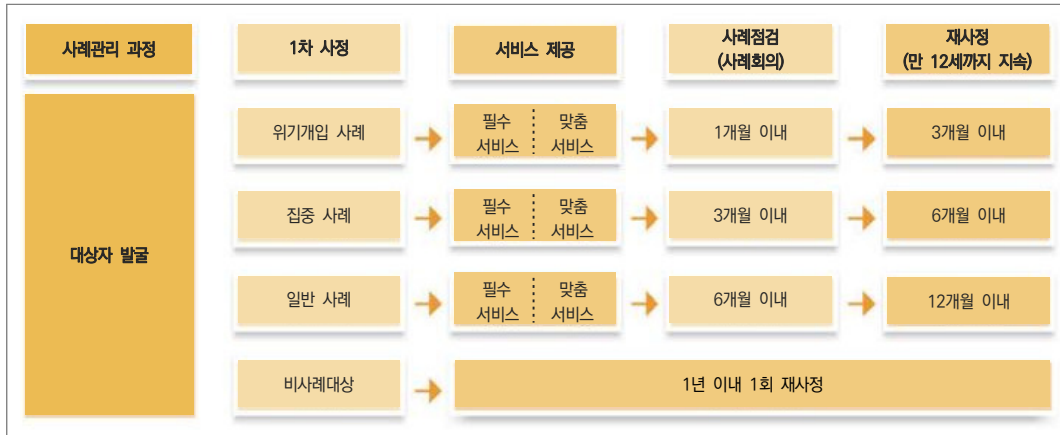 사례관리 과정
1차 사정
서비스 제공
사례점검
(사례회의)
재사정
(만 12세까지 지속)
대상자 발굴
위기개입 사례
필수
서비스
맞춤
서비스
1개월 이내
3개월 이내
집중 사례
필수
서비스
맞춤
서비스
3개월 이내
6개월 이내
일반 사례
필수
서비스
맞춤
서비스
6개월 이내
12개월 이내
비사례대상
1년 이내 1회 재사정